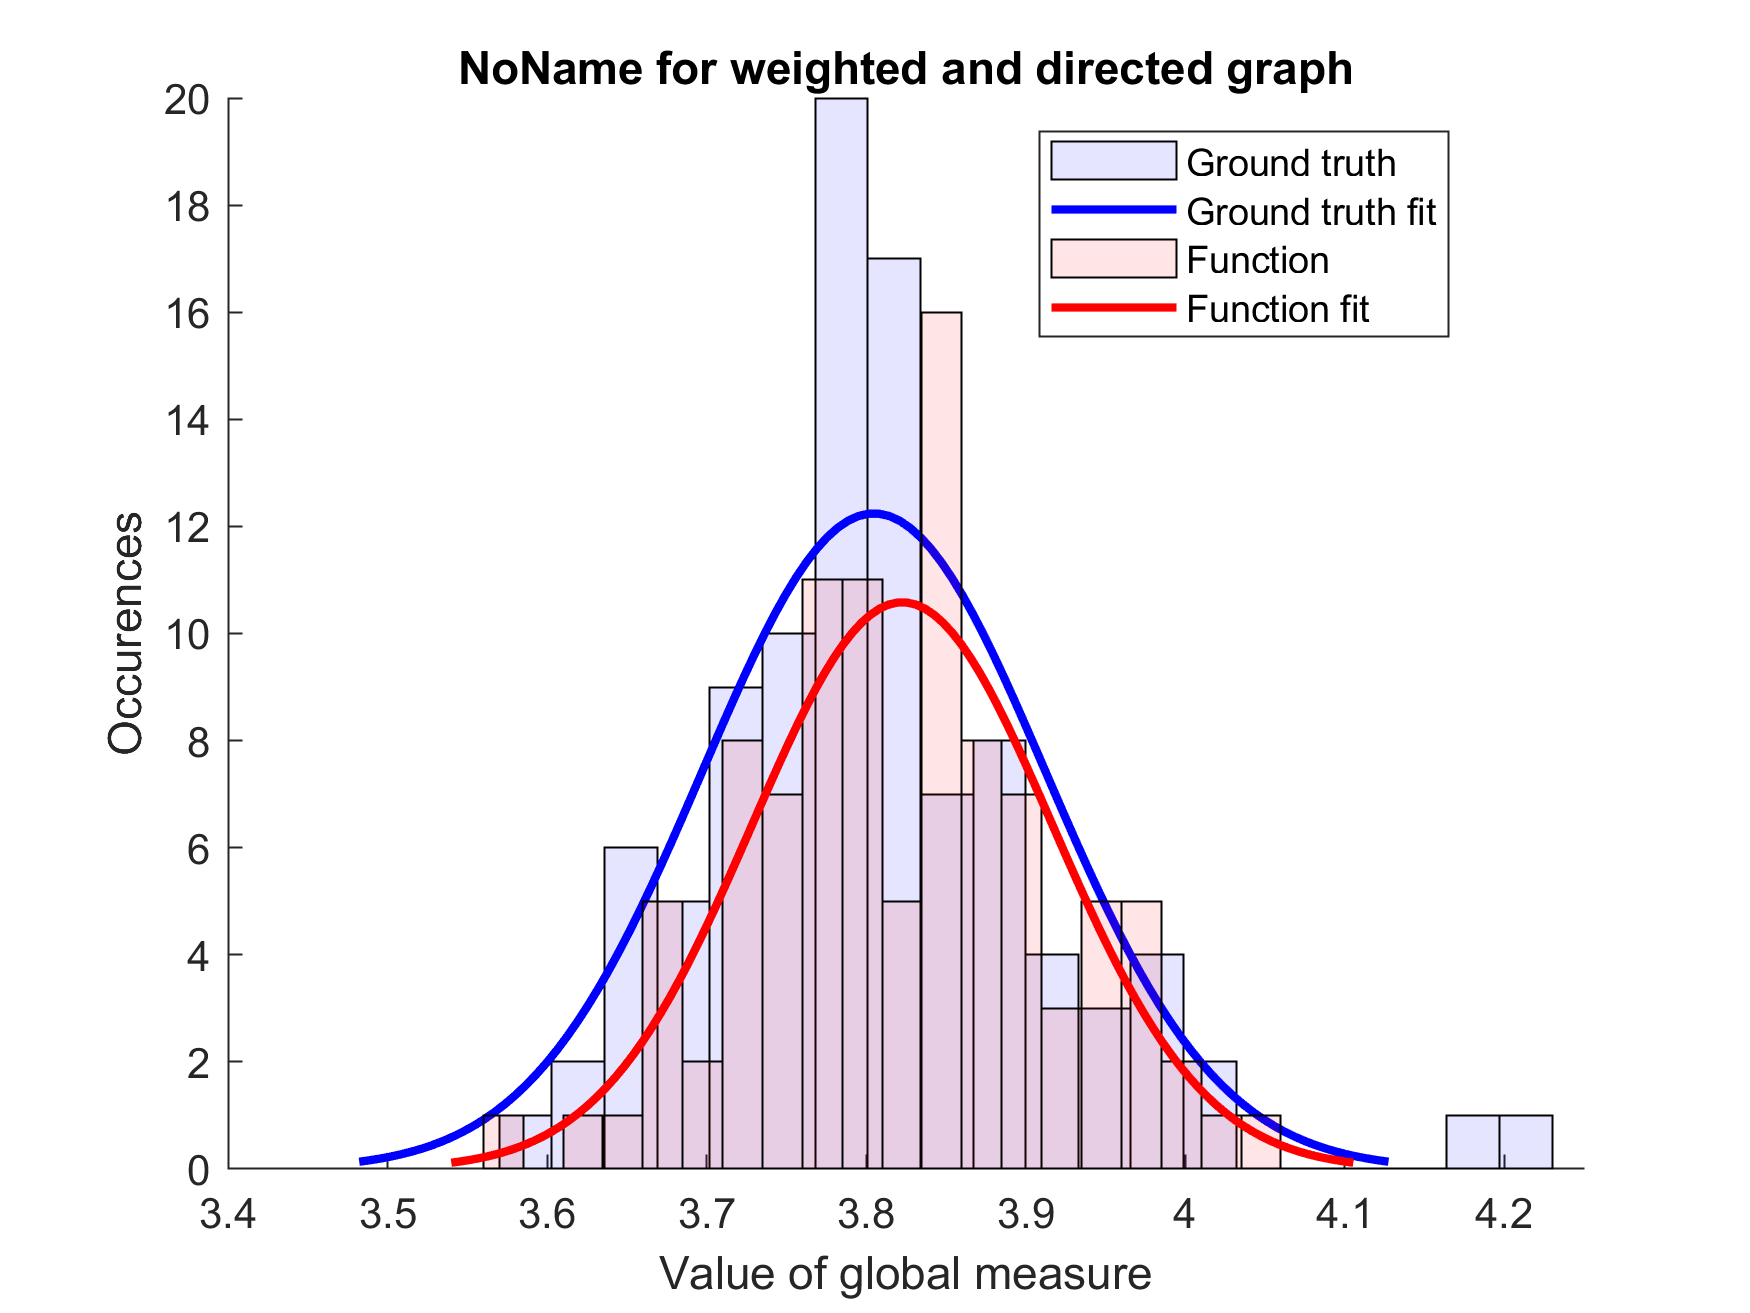 NoName for weighted and directed graph
20
18
16
14
12
10
8
6
4
2
0
Occurences
Ground truth
Ground truth fit
Function
Function fit
3.4 3.5 3.6 3.7 3.8 3.9 4 4.1 4.2
Value of global measure